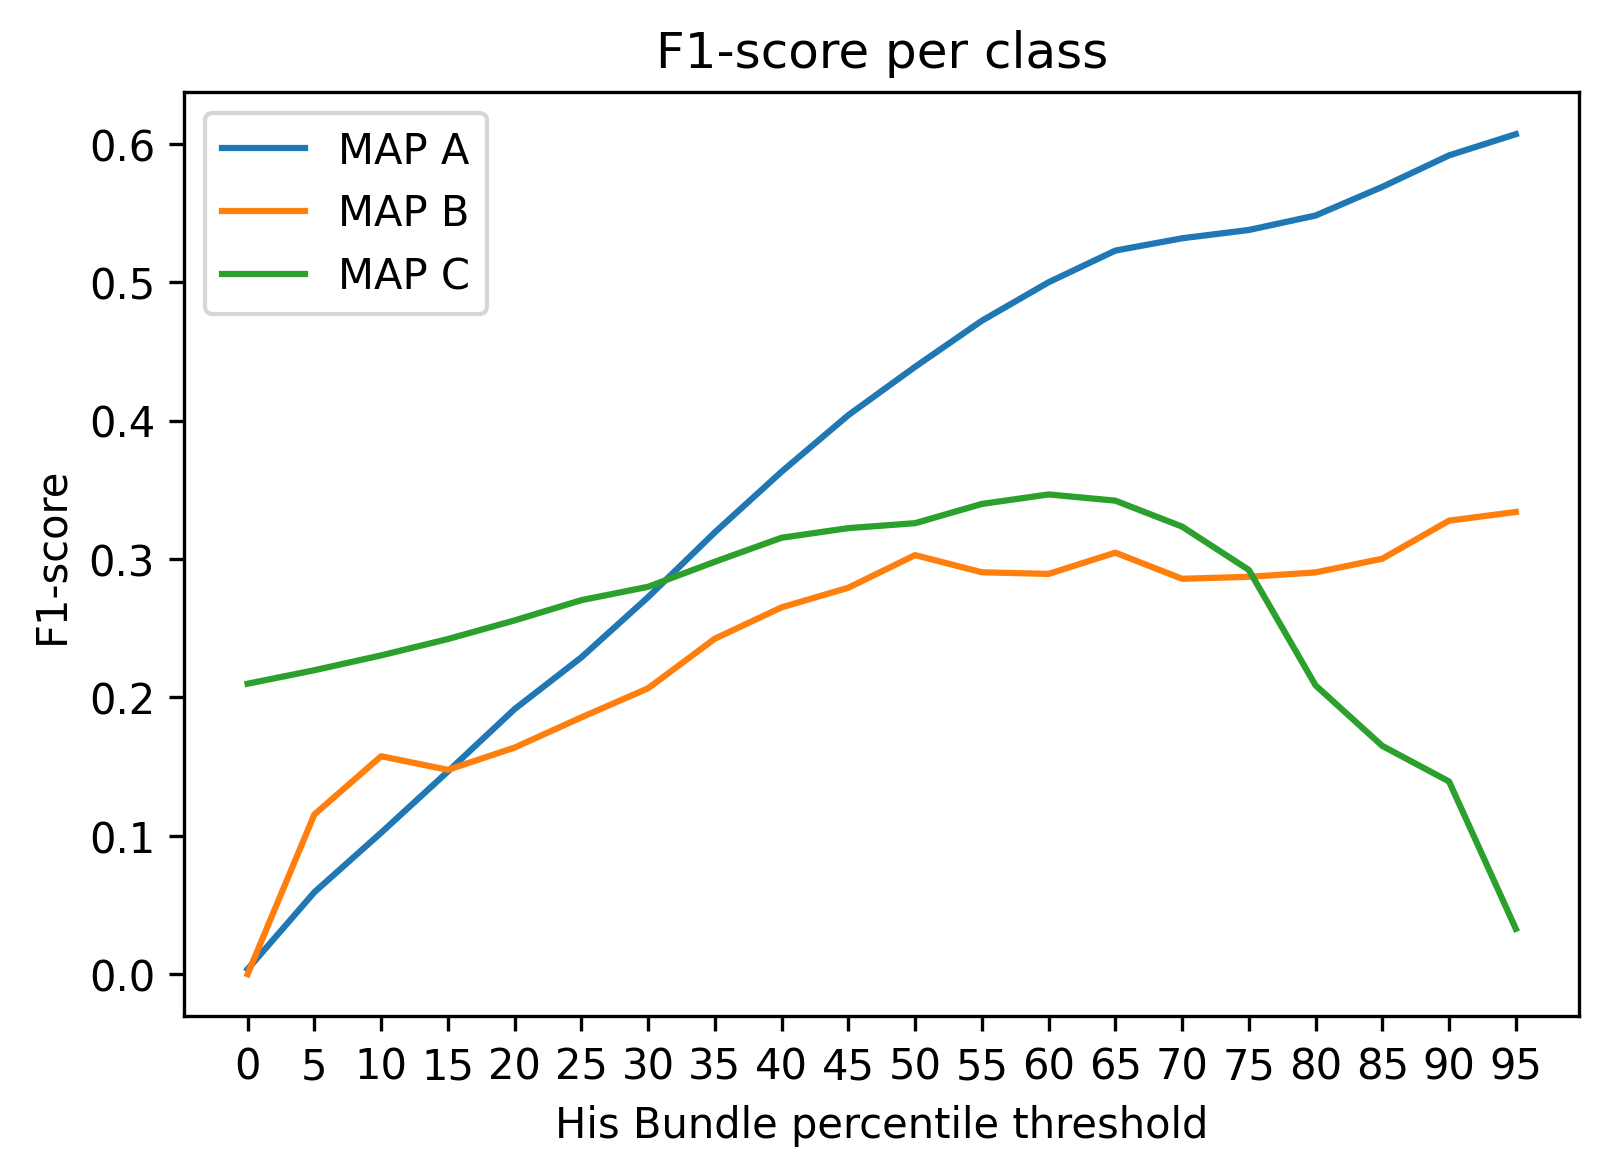 F1-score per class
MAP A
MAP B
MAP C
0.6
0.5
0.4
0.3
0.2
0.1
0.0
F1-score
0 5 10 15 20 25 30 35 40 45 50 55 60 65 70 75 80 85 90 95
His Bundle percentile threshold